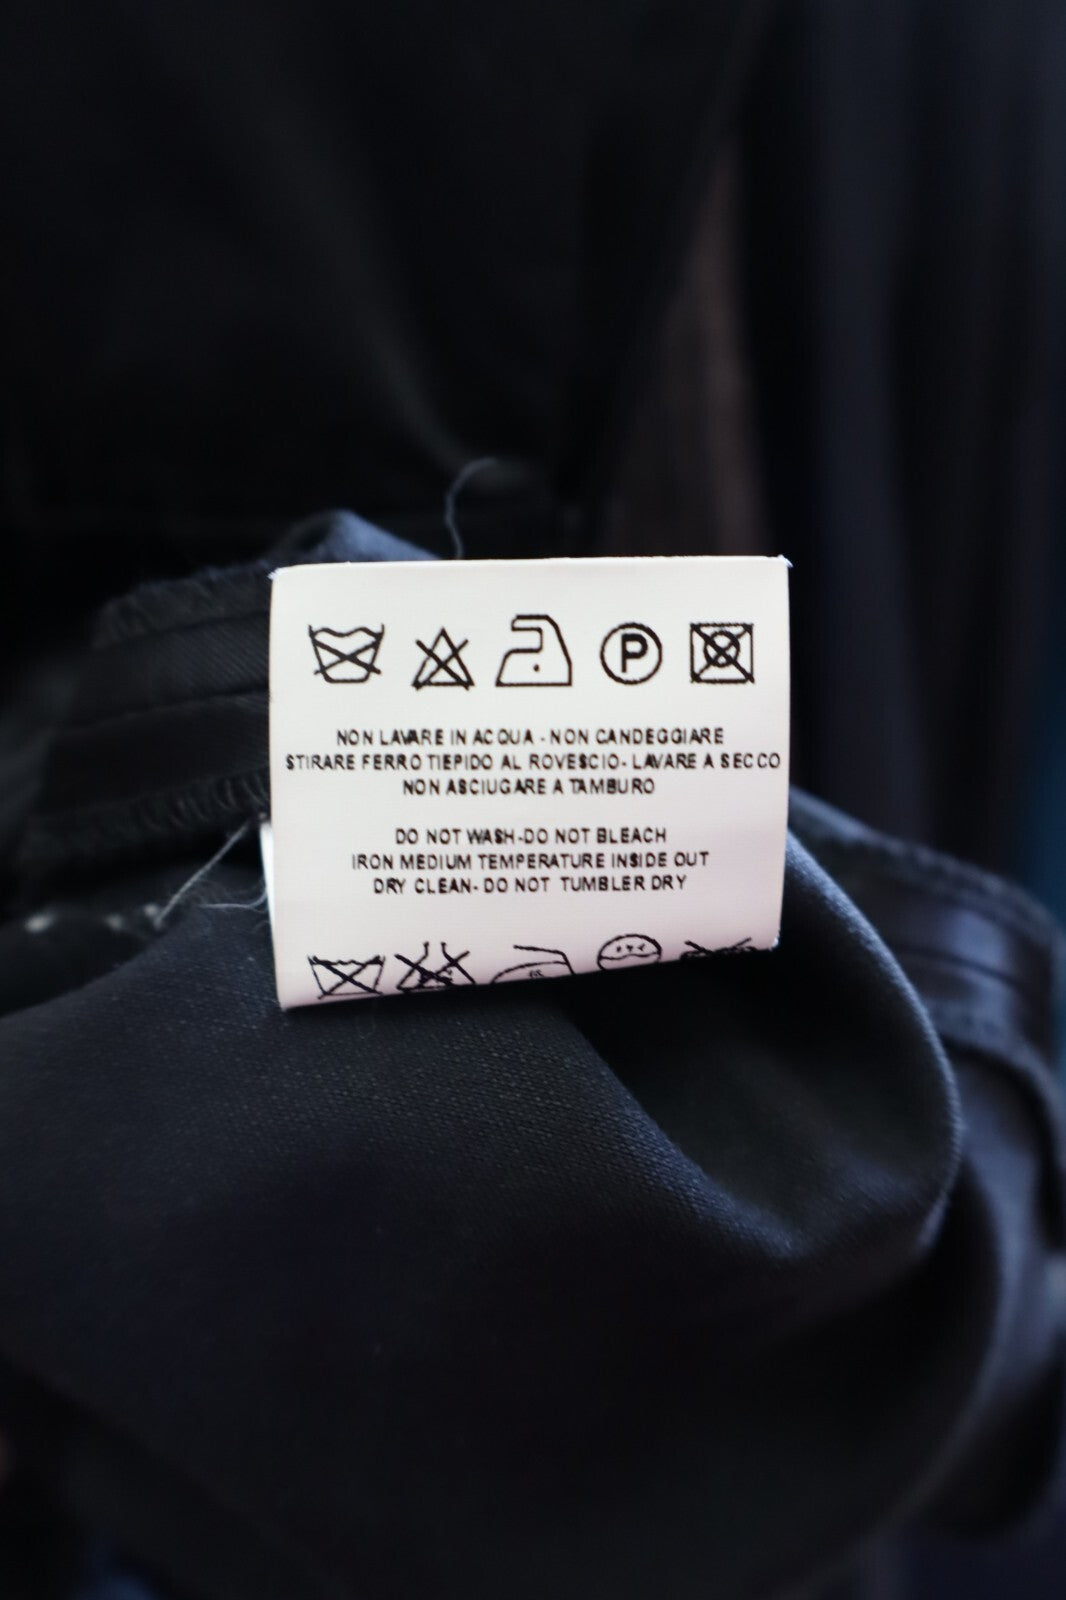 P
NON LAVARE IN ACQUA - NON CANDEGGIARE
STIRARE FERRO TIEPIDO AL ROVESCIO - LAVARE A SECCO
NON ASCIUGARE A TAMBURO
DO NOT WASH - DO NOT BLEACH
IRON MEDIUM TEMPERATURE INSIDE OUT
DRY CLEAN - DO NOT TUMBLER DRY